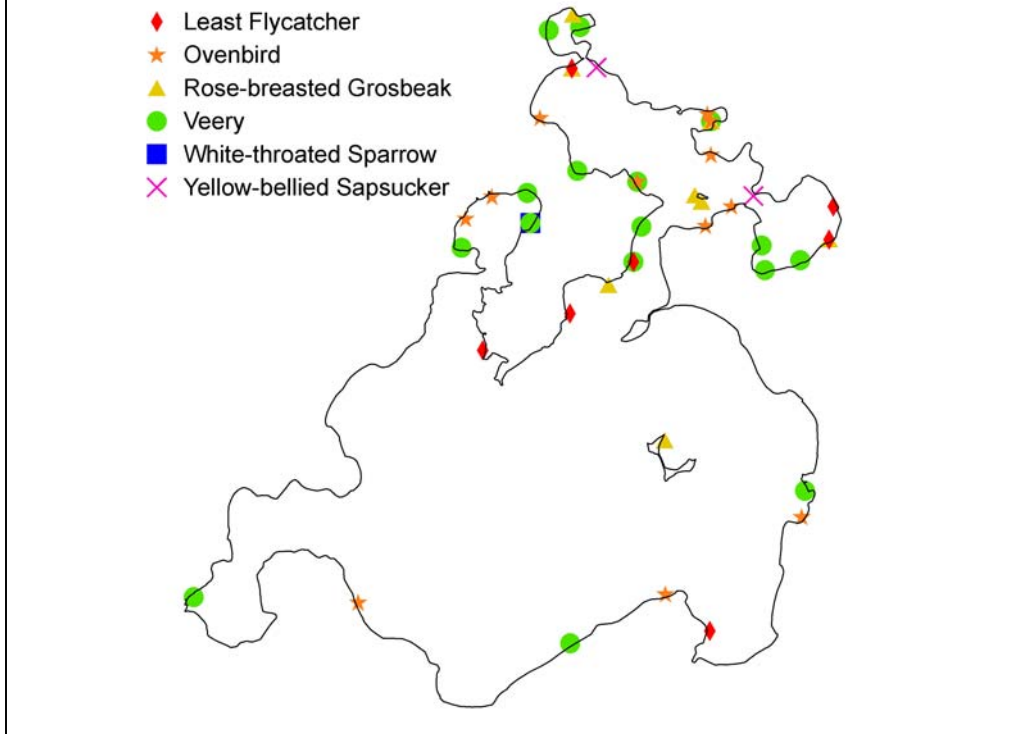 Least Flycatcher
Ovenbird
Rose-breasted Grosbeak
Veery
White-throated Sparrow
Yellow-bellied Sapsucker